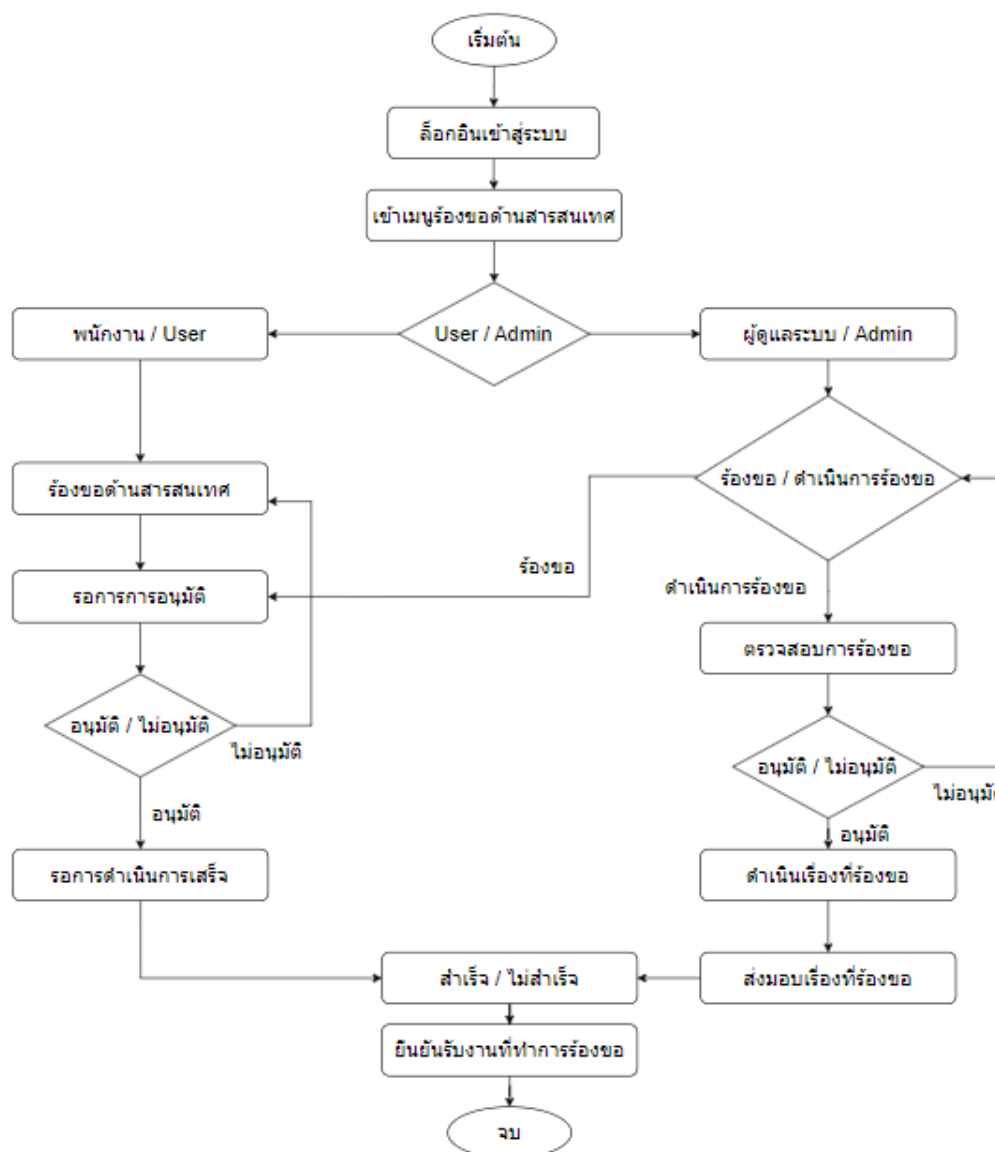 เริ่มต้น
ล็อกอินเข้าสู่ระบบ
เข้าเมนูร้องขอด้านสารสนเทศ
User / Admin
พนักงาน / User
ผู้ดูแลระบบ / Admin
ร้องขอด้านสารสนเทศ
ร้องขอ / ดำเนินการร้องขอ
ร้องขอ
ดำเนินการร้องขอ
รอการการอนุมัติ
ตรวจสอบการร้องขอ
อนุมัติ / ไม่อนุมัติ
ไม่อนุมัติ
อนุมัติ / ไม่อนุมัติ
ไม่อนุมัติ
อนุมัติ
อนุมัติ
รอการดำเนินการเสร็จ
ดำเนินเรื่องที่ร้องขอ
สำเร็จ / ไม่สำเร็จ
ส่งมอบเรื่องที่ร้องขอ
ยินยันรับงานที่ทำการร้องขอ
จบ